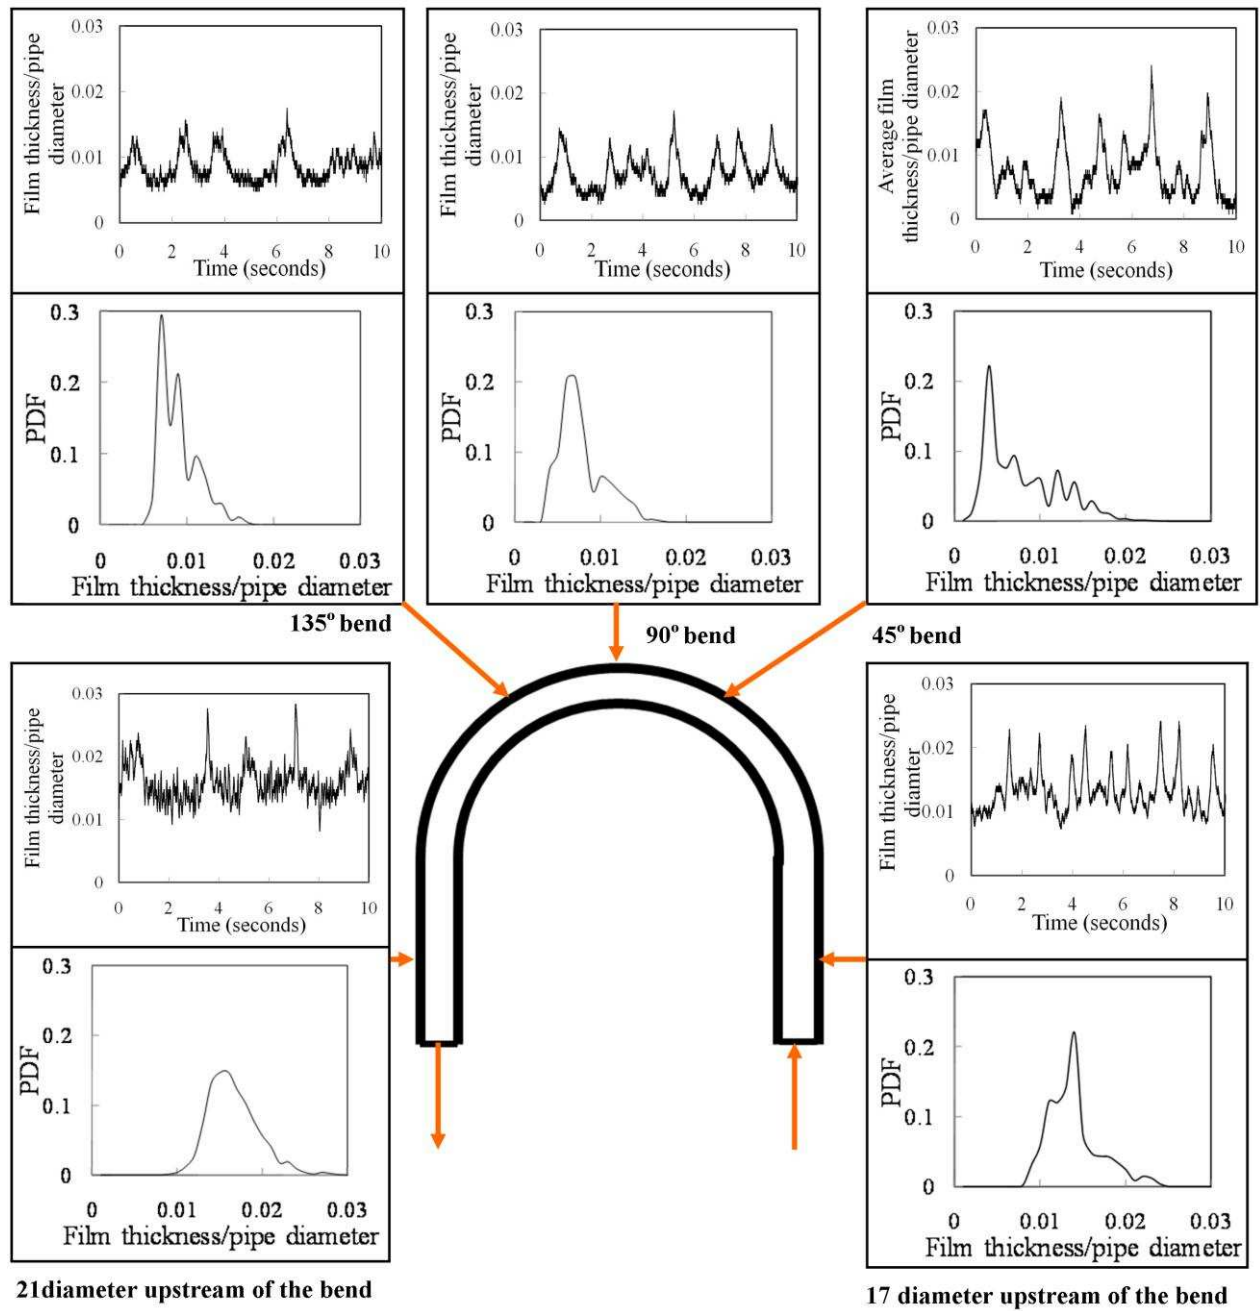 Film thickness/pipe
diameter
0.03
0.02
0.01
0
0 2 4 6 8 10
Time (seconds)
Film thickness/pipe
diameter
0.03
0.02
0.01
0
0 2 4 6 8 10
Time (seconds)
Average film
thickness/pipe diameter
0.03
0.02
0.01
0
0 2 4 6 8 10
Time (seconds)
PDF
0.3
0.2
0.1
0
0 0.01 0.02 0.03
Film thickness/pipe diameter
PDF
0.3
0.2
0.1
0
0 0.01 0.02 0.03
Film thickness/pipe diameter
PDF
0.3
0.2
0.1
0
0 0.01 0.02 0.03
Film thickness/pipe diameter
135° bend
90° bend
45° bend
Film thickness/pipe
diameter
0.03
0.02
0.01
0
0 2 4 6 8 10
Time (seconds)
Film thickness/pipe
diameter
0.03
0.02
0.01
0
0 2 4 6 8 10
Time (seconds)
PDF
0.3
0.2
0.1
0
0 0.01 0.02 0.03
Film thickness/pipe diameter
PDF
0.3
0.2
0.1
0
0 0.01 0.02 0.03
Film thickness/pipe diameter
21diameter upstream of the bend
17 diameter upstream of the bend